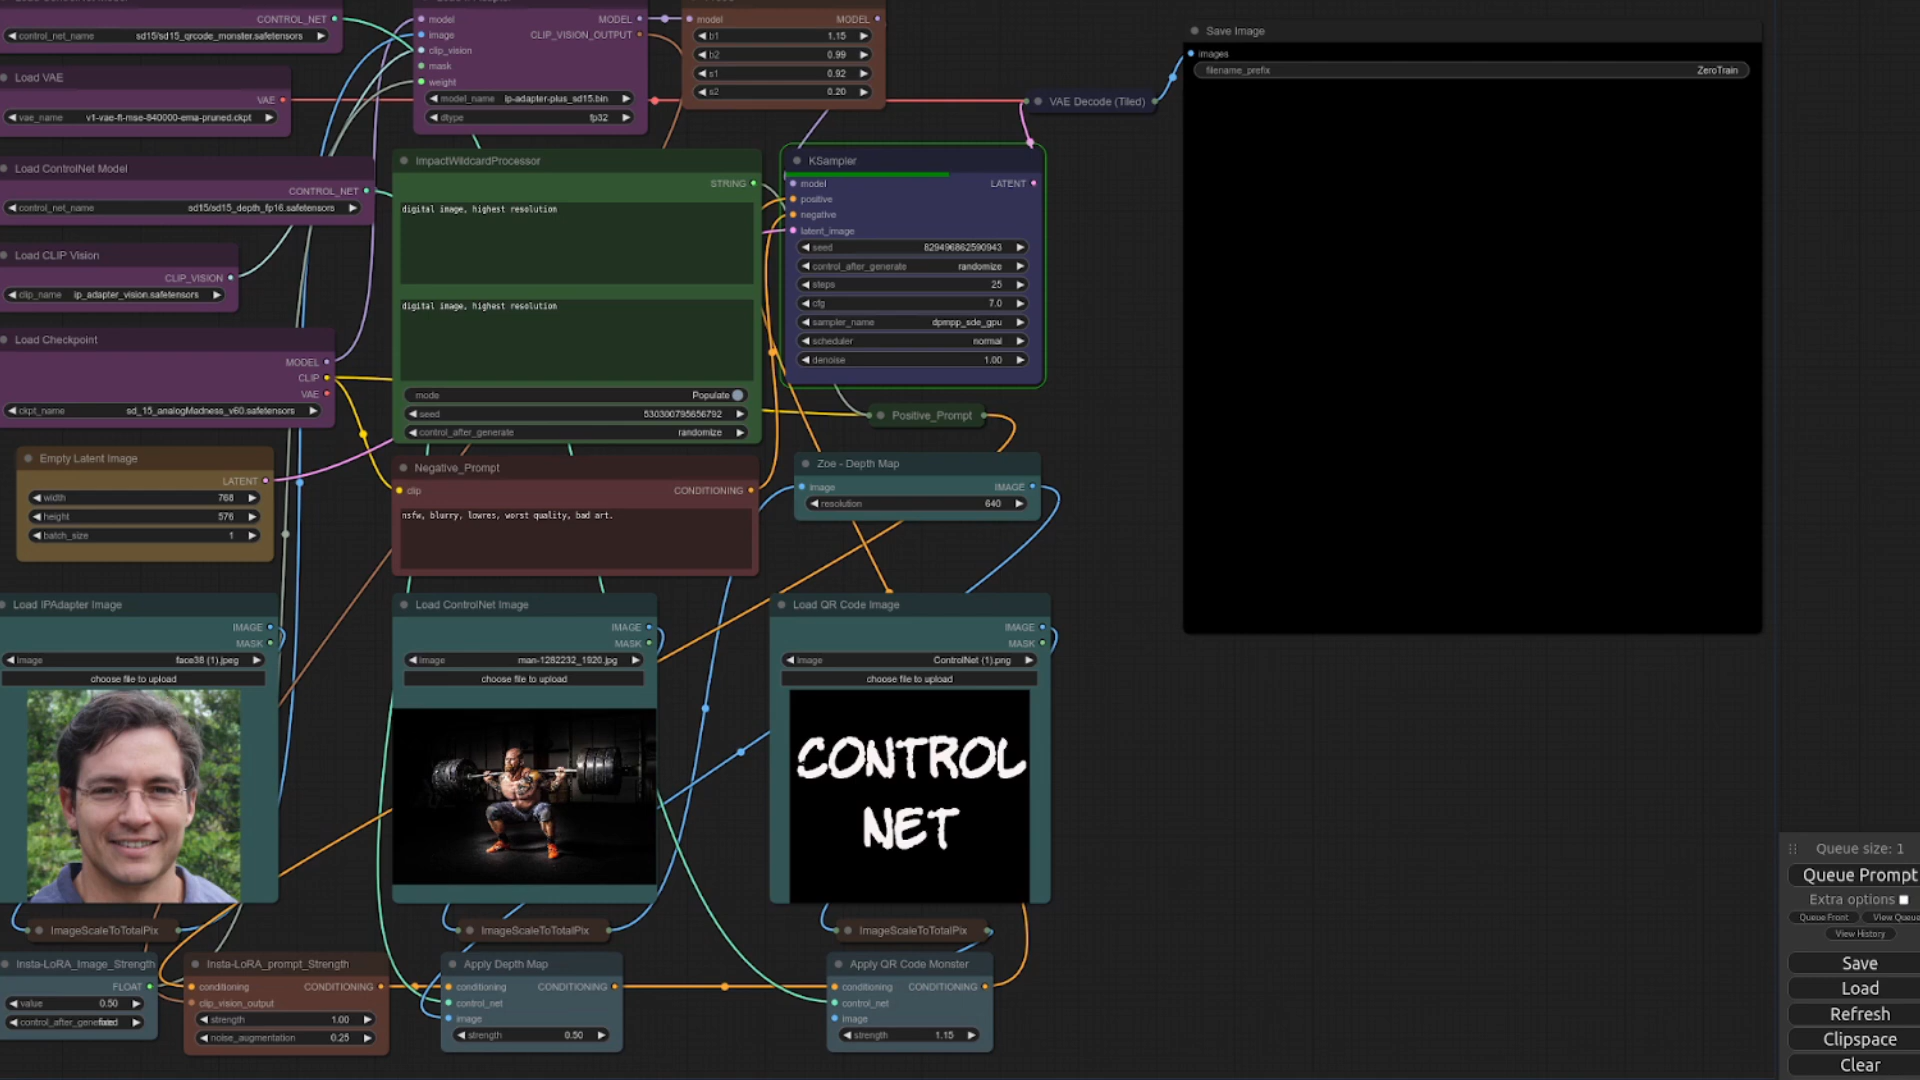 CONTROL_NET
control_net_name sd15/sd15_qrcode_monster.safetensors
Load VAE
VAE
vae_name v1-vae-ft-mse-840000-ema-pruned.ckpt
Load ControlNet Model
CONTROL_NET
control_net_name sd15/sd15_depth_fp16.safetensors
Load CLIP Vision
CLIP_VISION
clip_name ip_adapter_vision.safetensors
Load Checkpoint
MODEL
CLIP
VAE
ckpt_name sd_15_analogMadness_v60.safetensors
Empty Latent Image
LATENT
width 768
height 576
batch_size 1
model MODEL
image CLIP_VISION_OUTPUT
clip_vision
mask
weight
model_name ip-adapter-plus_sd15.bin
dtype fp32
model MODEL
b1 1.15
b2 0.99
s1 0.92
s2 0.20
ImpactWildcardProcessor
STRING
digital image, highest resolution
digital image, highest resolution
mode Populate
seed 530300795656792
control_after_generate randomize
Negative_Prompt
clip CONDITIONING
nsfw, blurry, lowres, worst quality, bad art.
KSampler
model LATENT
positive
negative
latent_image
seed 829496862590943
control_after_generate randomize
steps 25
cfg 7.0
sampler_name dpmpp_sde_gpu
scheduler normal
denoise 1.00
Positive_Prompt
Zoe - Depth Map
image IMAGE
resolution 640
VAE Decode (Tiled)
Save Image
images
filename_prefix ZeroTrain
Load IPAdapter Image
IMAGE
MASK
image face38 (1).jpeg
choose file to upload
Load ControlNet Image
IMAGE
MASK
image man-1282232_1920.jpg
choose file to upload
Load QR Code Image
IMAGE
MASK
image ControlNet (1).png
choose file to upload
CONTROL
NET
ImageScaleToTotalPix
ImageScaleToTotalPix
ImageScaleToTotalPix
Insta-LoRA_Image_Strength
FLOAT
value 0.50
control_after_generate fixed
Insta-LoRA_prompt_Strength
conditioning CONDITIONING
clip_vision_output
strength 1.00
noise_augmentation 0.25
Apply Depth Map
conditioning CONDITIONING
control_net
image
strength 0.50
Apply QR Code Monster
conditioning CONDITIONING
control_net
image
strength 1.15
Queue size: 1
Queue Prompt
Extra options
Queue Front View Queue
View History
Save
Load
Refresh
Clipspace
Clear